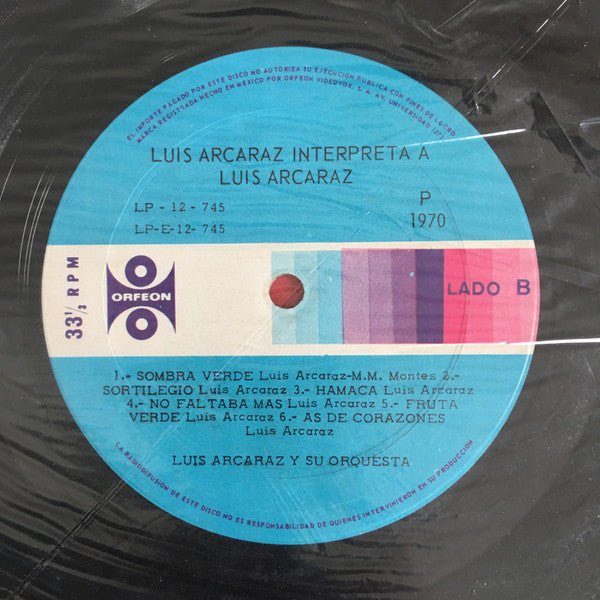 EL IMPORTE PAGADO POR ESTE DISCO NO AUTORIZA SU EJECUCION PUBLICA CON FINES DE LUCRO
MARCA REGISTRADA HECHO EN MEXICO POR ORFEON VIDEOVOX, S. A. AV. UNIVERSIDAD 1273
LUIS ARCARAZ INTERPRETA A
LUIS ARCARAZ
LP - 12 - 745
LP-E-12- 745
P
1970
33⅓ RPM
ORFEON
LADO B
1.- SOMBRA VERDE Luis Arcaraz-M.M. Montes 2.-
SORTILEGIO Luis Arcaraz 3.- HAMACA Luis Arcaraz
4.- NO FALTABA MAS Luis Arcaraz 5.- FRUTA
VERDE Luis Arcaraz 6.- AS DE CORAZONES
Luis Arcaraz
LUIS ARCARAZ Y SU ORQUESTA
LA RADIODIFUSION DE ESTE DISCO NO ES RESPONSABILIDAD DE QUIENES INTERVINIERON EN SU PRODUCCION